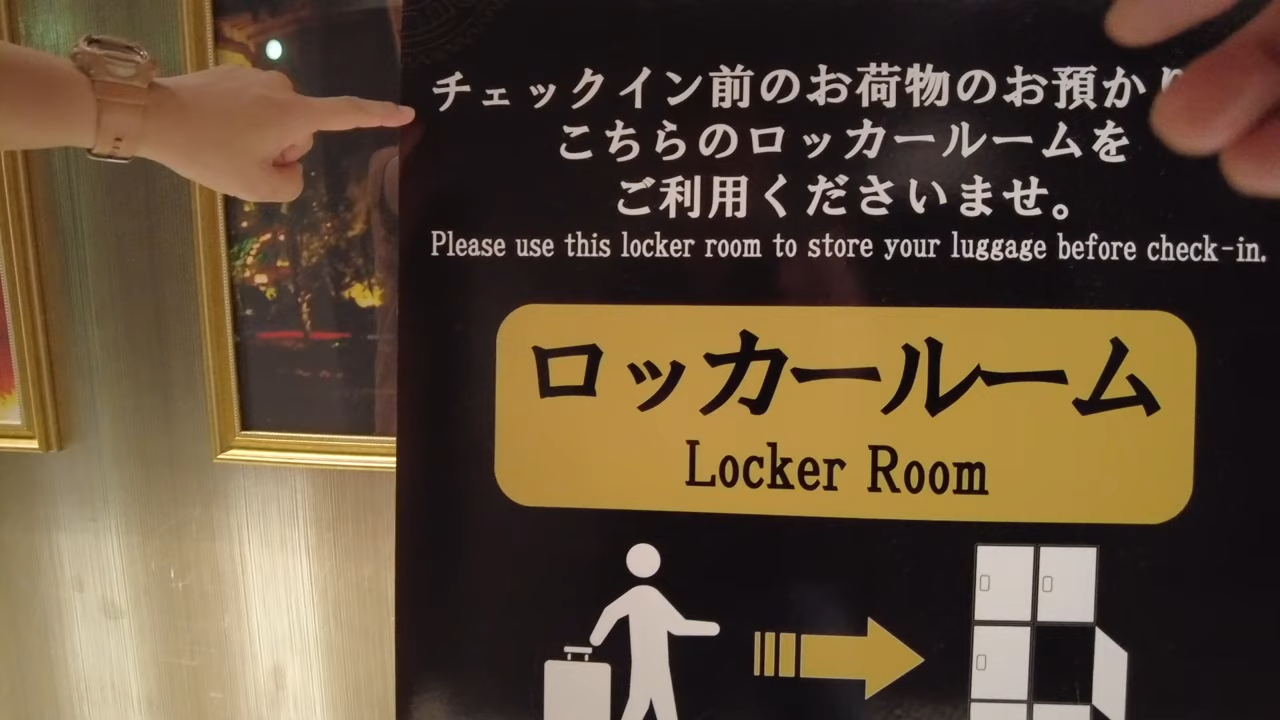 チェックイン前のお荷物のお預か
こちらのロッカールームを
ご利用くださいませ。
Please use this locker room to store your luggage before check-in.
ロッカールーム
Locker Room